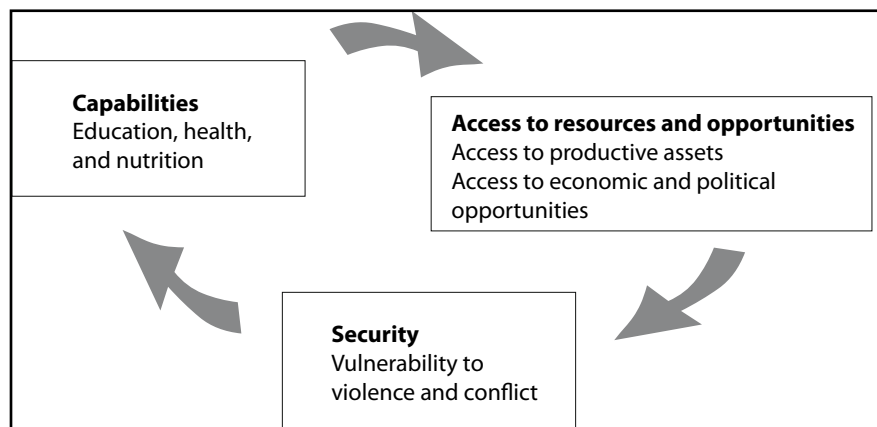 Capabilities
Education, health,
and nutrition
Access to resources and opportunities
Access to productive assets
Access to economic and political
opportunities
Security
Vulnerability to
violence and conflict